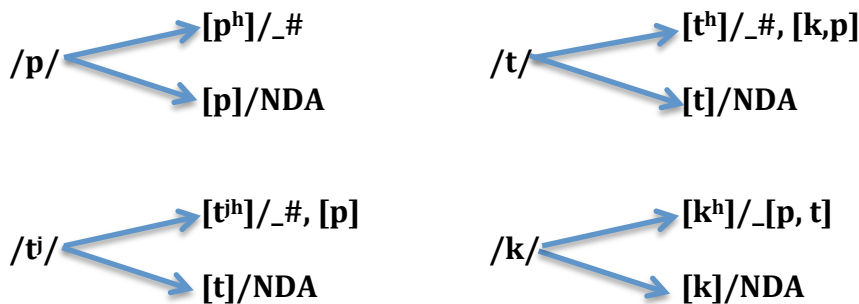 /p/
[pʰ]/_#
[p]/NDA
/t/
[tʰ]/_#, [k,p]
[t]/NDA
/tʲ/
[tʲʰ]/_#, [p]
[t]/NDA
/k/
[kʰ]/_[p, t]
[k]/NDA